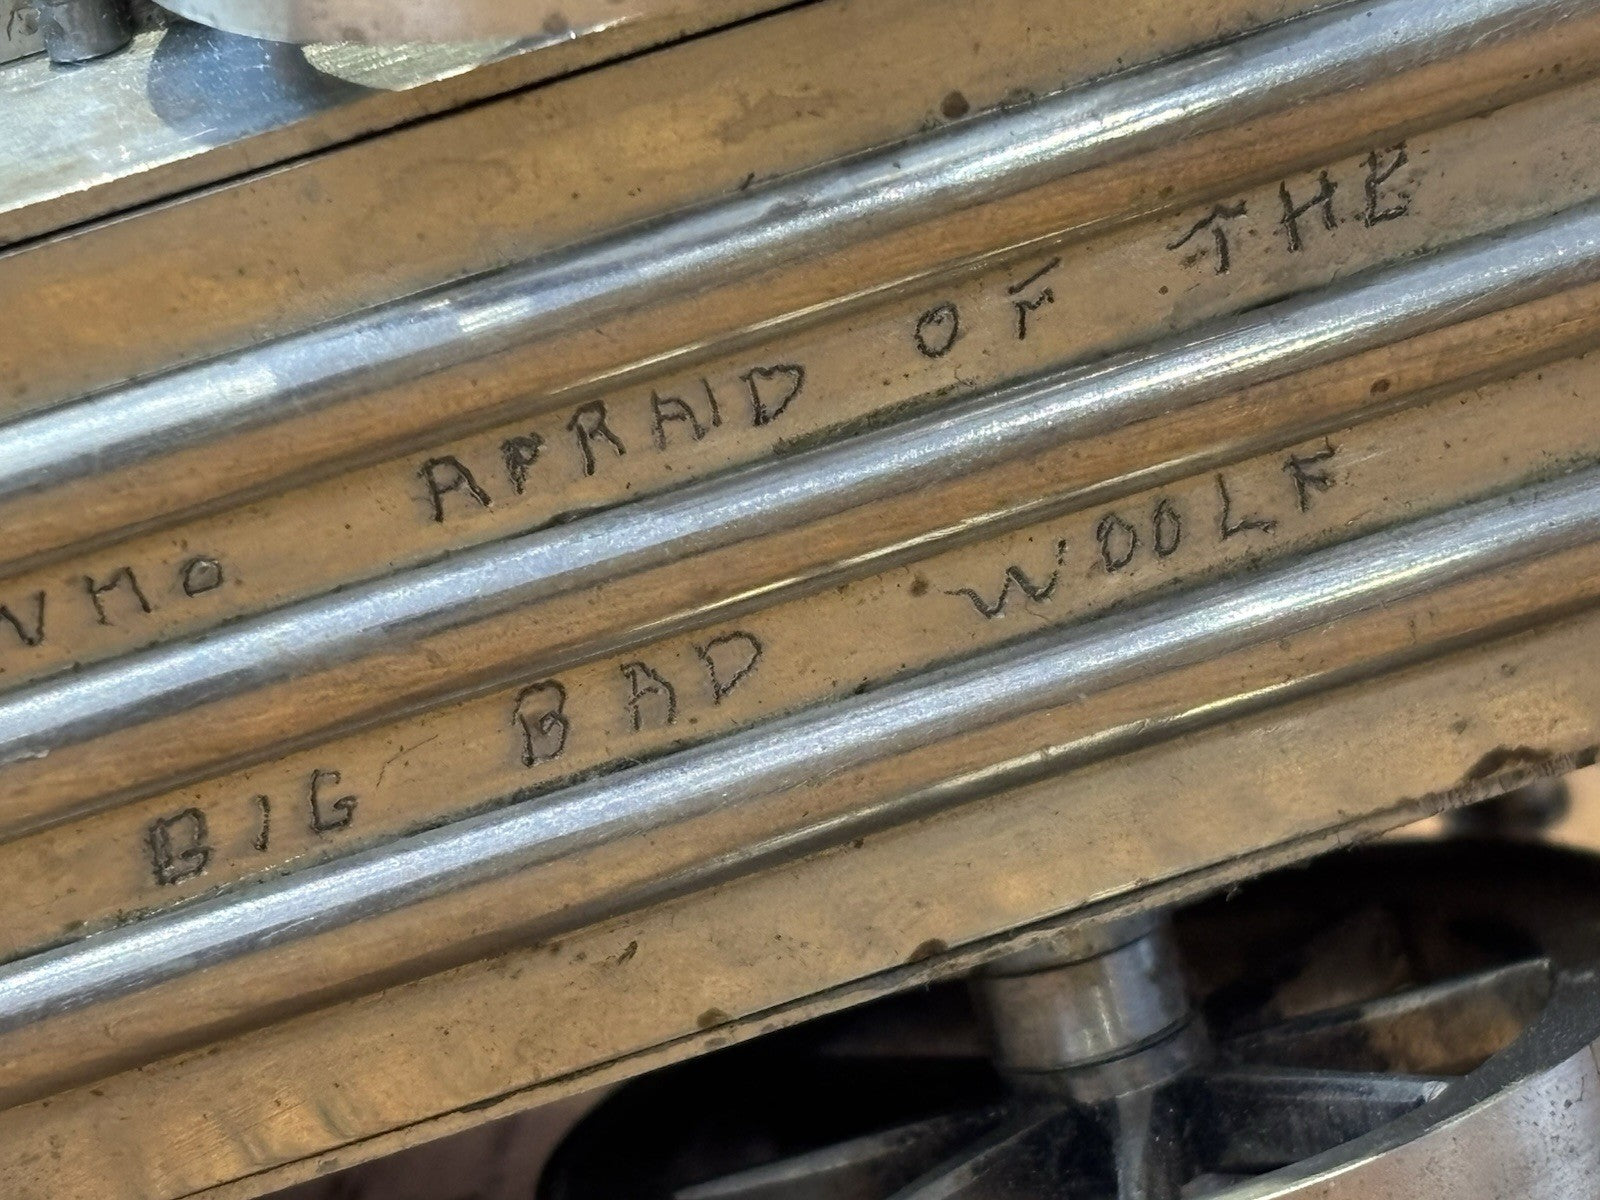 WHO AFRAID OF THE
BIG BAD WOOLF